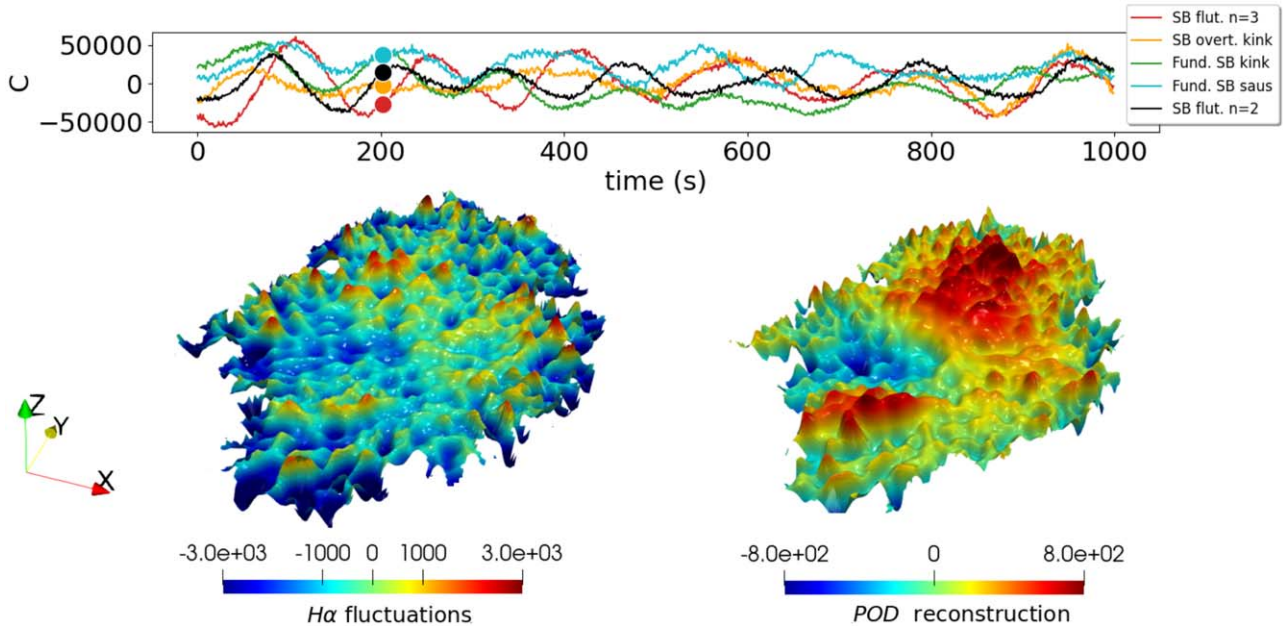 C
50000
0
−50000
0 200 400 600 800 1000
time (s)
SB flut. n=3
SB overt. kink
Fund. SB kink
Fund. SB saus
SB flut. n=2
Z
Y
X
-3.0e+03 -1000 0 1000 3.0e+03
Hα fluctuations
-8.0e+02 0 8.0e+02
POD reconstruction